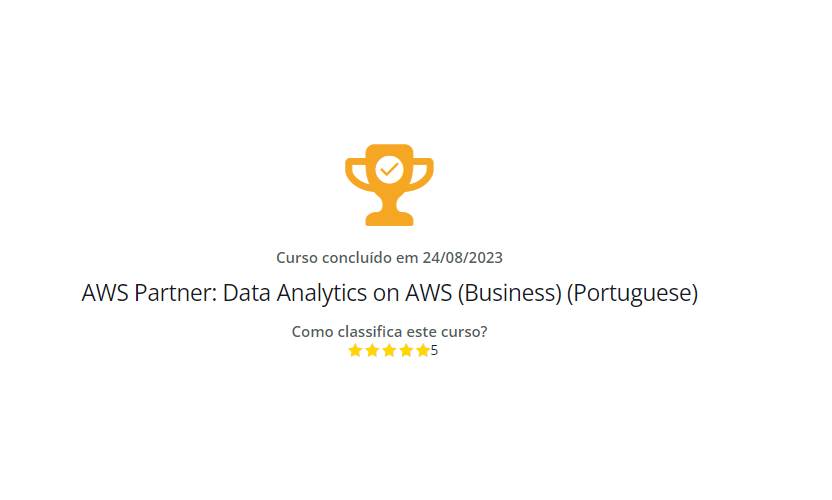 Curso concluído em 24/08/2023
AWS Partner: Data Analytics on AWS (Business) (Portuguese)
Como classifica este curso?
5